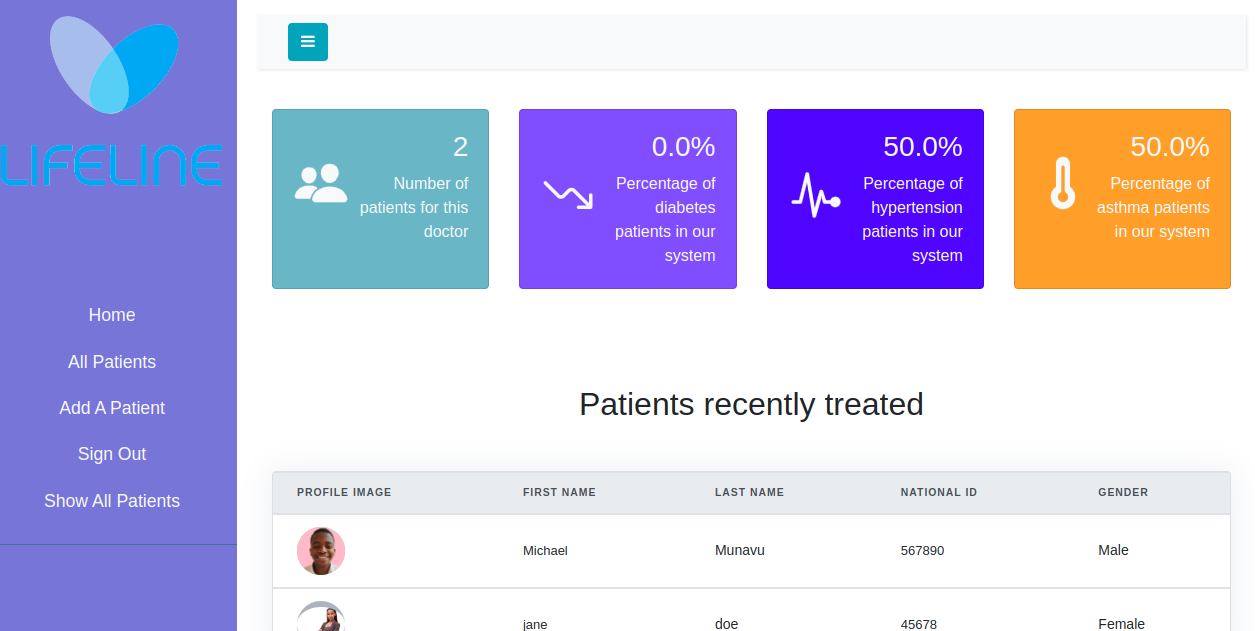 LIFELINE
Home
All Patients
Add A Patient
Sign Out
Show All Patients
2
Number of
patients for this
doctor
0.0%
Percentage of
diabetes
patients in our
system
50.0%
Percentage of
hypertension
patients in our
system
50.0%
Percentage of
asthma patients
in our system
Patients recently treated
PROFILE IMAGE FIRST NAME LAST NAME NATIONAL ID GENDER
Michael Munavu 567890 Male
jane doe 45678 Female